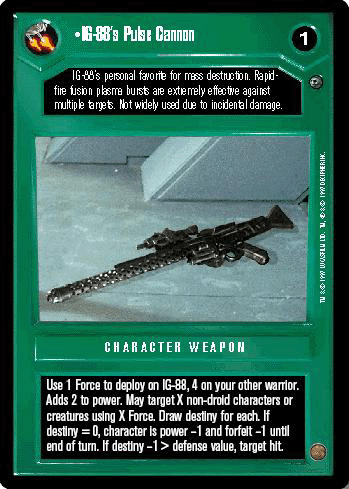 •IG-88's Pulse Cannon
1
IG-88's personal favorite for mass destruction. Rapid-
fire fusion plasma bursts are extremely effective against
multiple targets. Not widely used due to incidental damage.
CHARACTER WEAPON
Use 1 Force to deploy on IG-88, 4 on your other warrior.
Adds 2 to power. May target X non-droid characters or
creatures using X Force. Draw destiny for each. If
destiny = 0, character is power –1 and forfeit –1 until
end of turn. If destiny –1 > defense value, target hit.